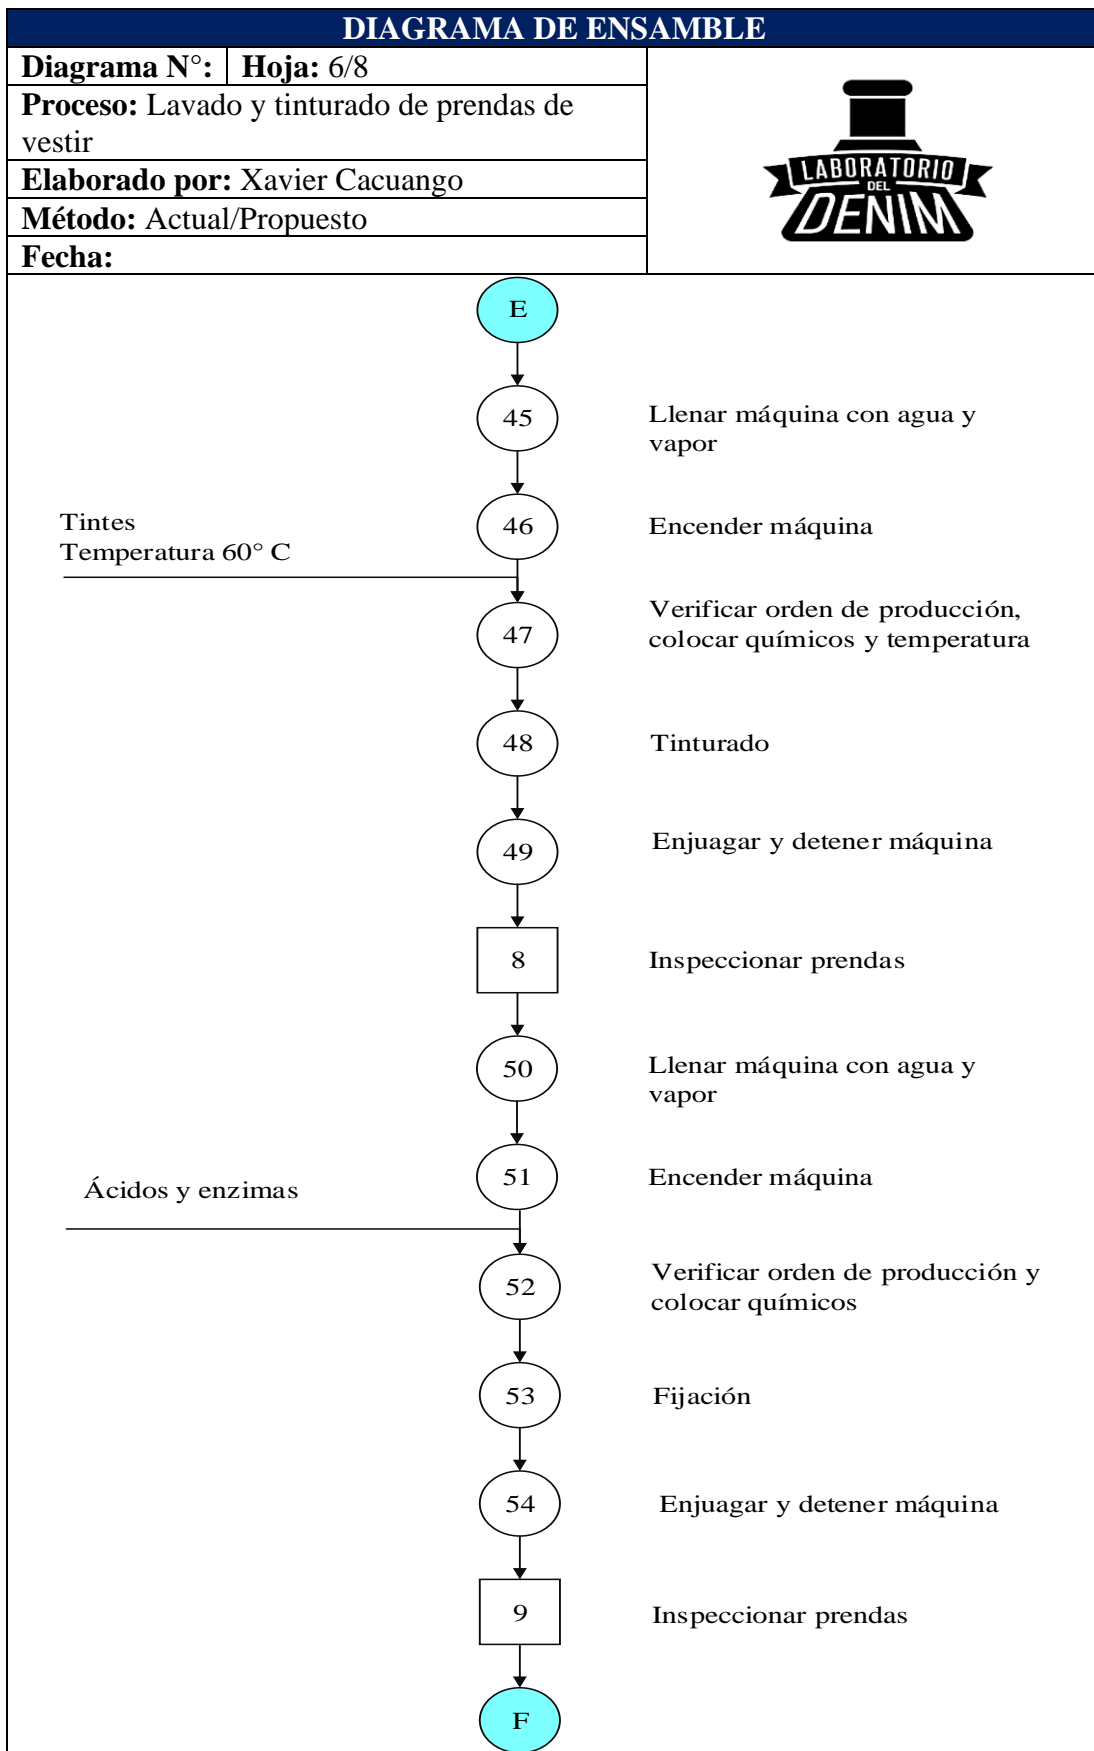 DIAGRAMA DE ENSAMBLE
Diagrama N°: Hoja: 6/8
Proceso: Lavado y tinturado de prendas de
vestir
Elaborado por: Xavier Cacuango
Método: Actual/Propuesto
Fecha:
LABORATORIO
DEL
DENIM
E
45
Llenar máquina con agua y
vapor
Tintes
Temperatura 60° C
46
Encender máquina
47
Verificar orden de producción,
colocar químicos y temperatura
48
Tinturado
49
Enjuagar y detener máquina
8
Inspeccionar prendas
50
Llenar máquina con agua y
vapor
51
Encender máquina
Ácidos y enzimas
52
Verificar orden de producción y
colocar químicos
53
Fijación
54
Enjuagar y detener máquina
9
Inspeccionar prendas
F